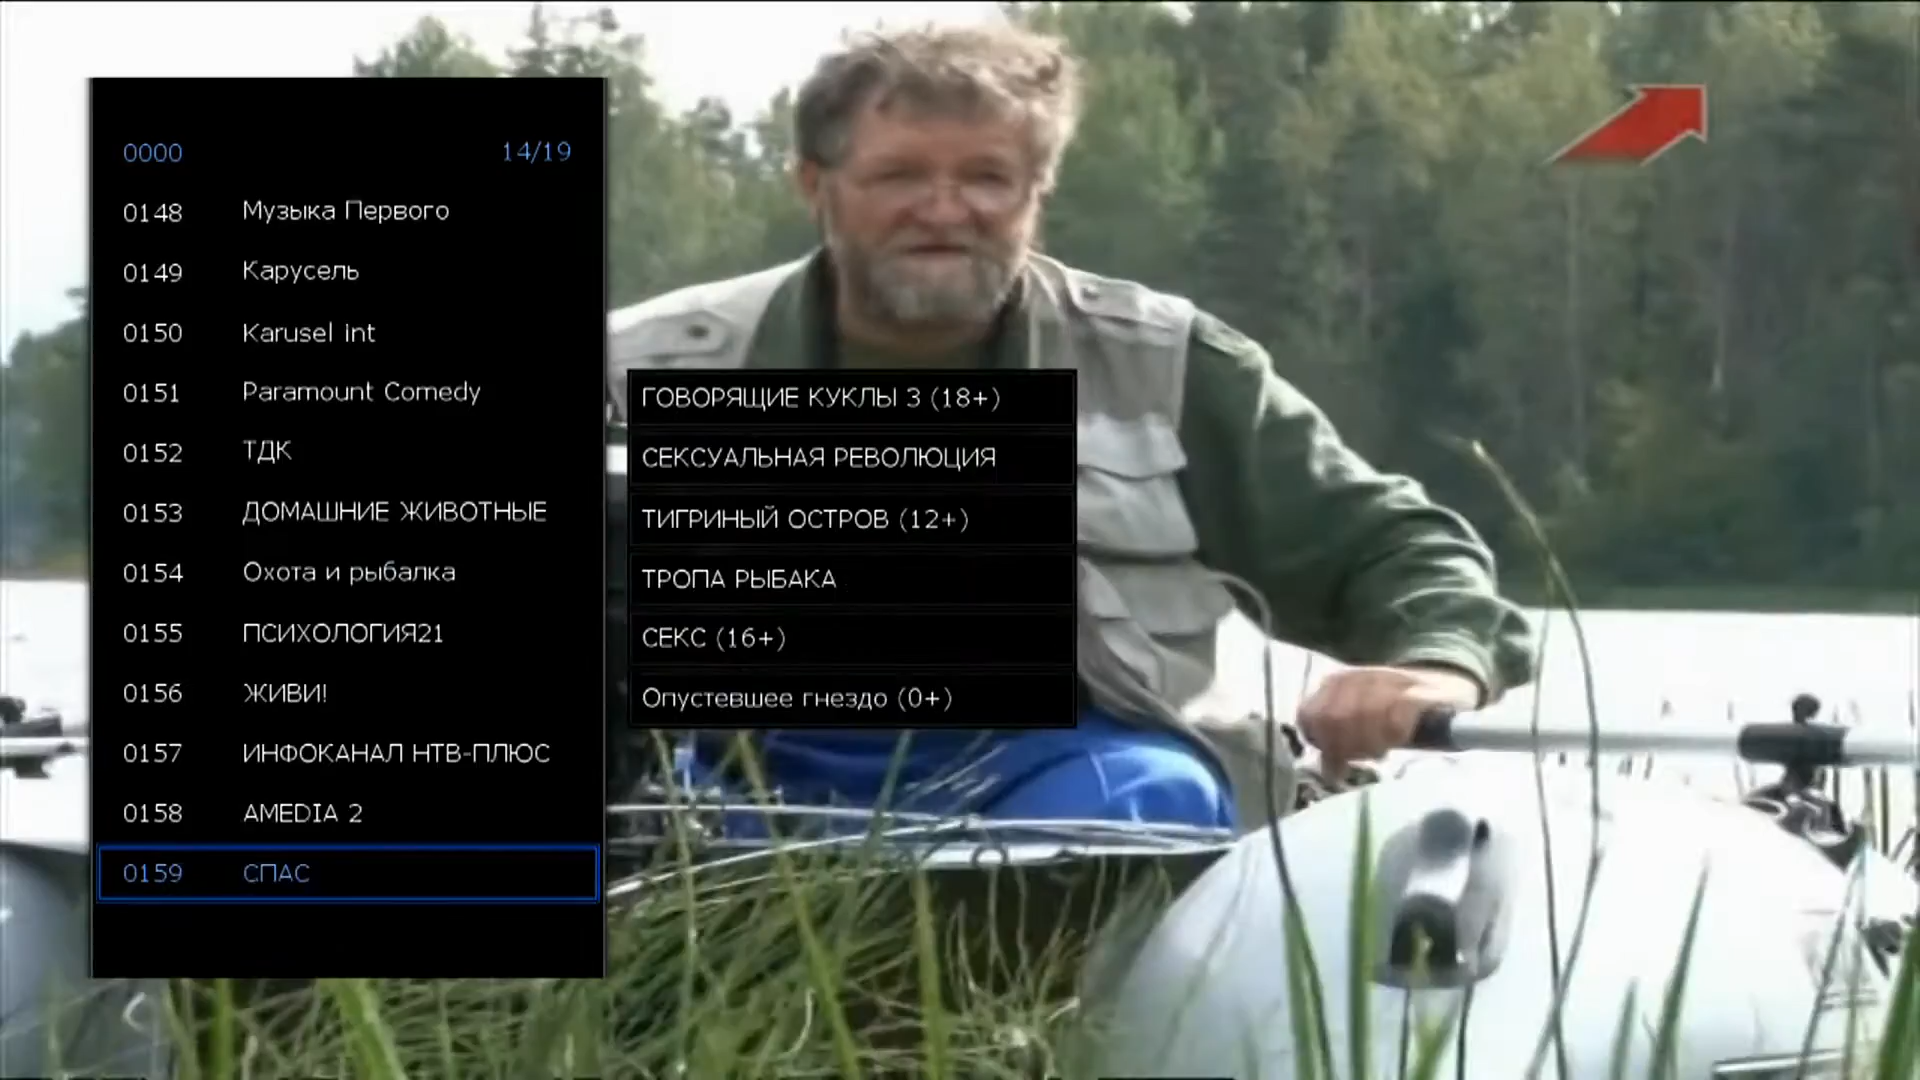 0000 14/19
0148 Музыка Первого
0149 Карусель
0150 Karusel int
0151 Paramount Comedy
0152 ТДК
0153 ДОМАШНИЕ ЖИВОТНЫЕ
0154 Охота и рыбалка
0155 ПСИХОЛОГИЯ21
0156 ЖИВИ!
0157 ИНФОКАНАЛ НТВ-ПЛЮС
0158 AMEDIA 2
0159 СПАС
ГОВОРЯЩИЕ КУКЛЫ 3 (18+)
СЕКСУАЛЬНАЯ РЕВОЛЮЦИЯ
ТИГРИНЫЙ ОСТРОВ (12+)
ТРОПА РЫБАКА
СЕКС (16+)
Опустевшее гнездо (0+)